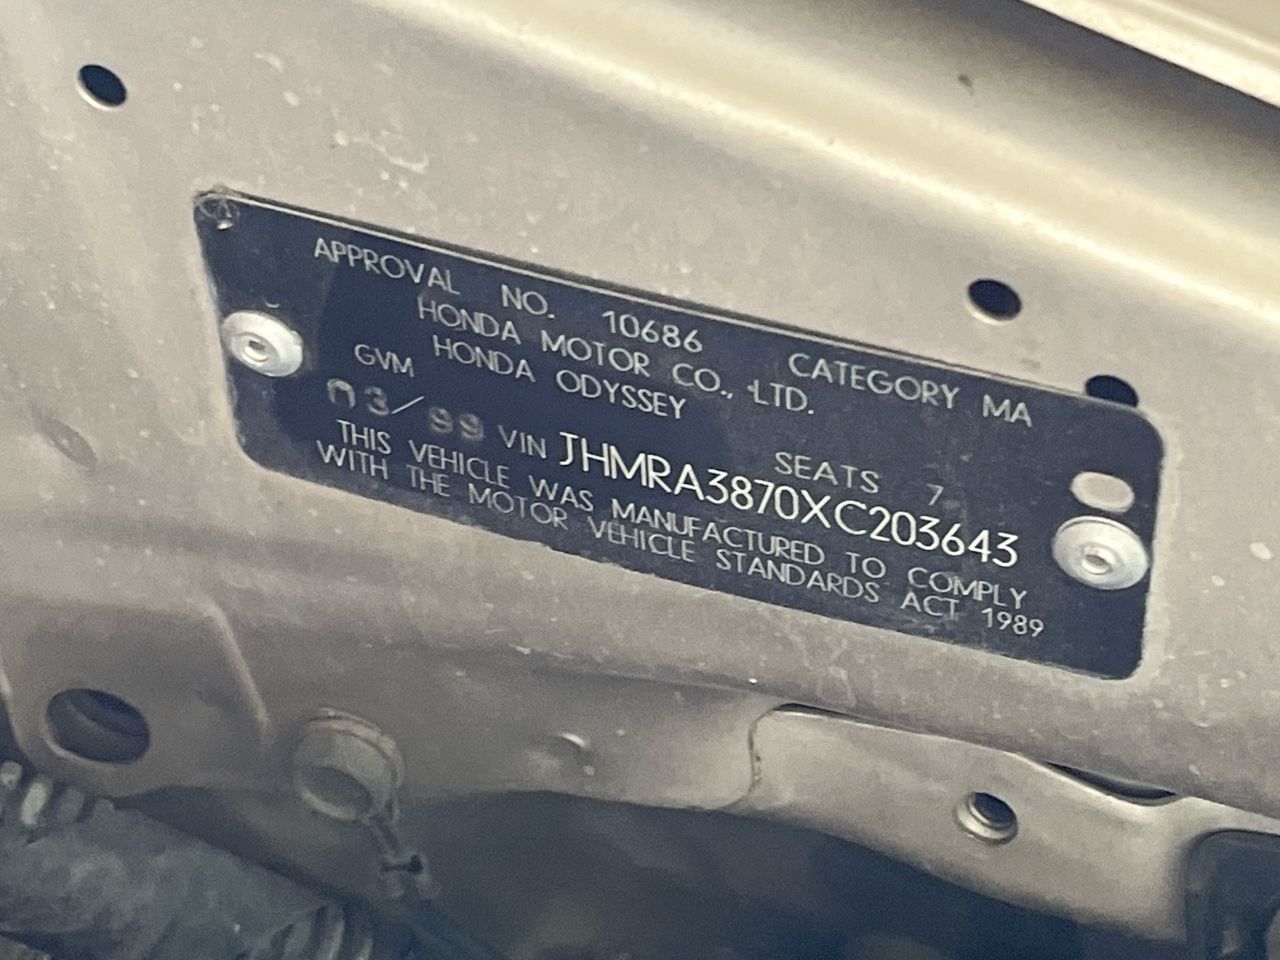 APPROVAL NO. 10686 CATEGORY MA
HONDA MOTOR CO., LTD.
HONDA ODYSSEY
GVM SEATS 7
03/99 VIN JHMRA3870XC203643
THIS VEHICLE WAS MANUFACTURED TO COMPLY
WITH THE MOTOR VEHICLE STANDARDS ACT 1989